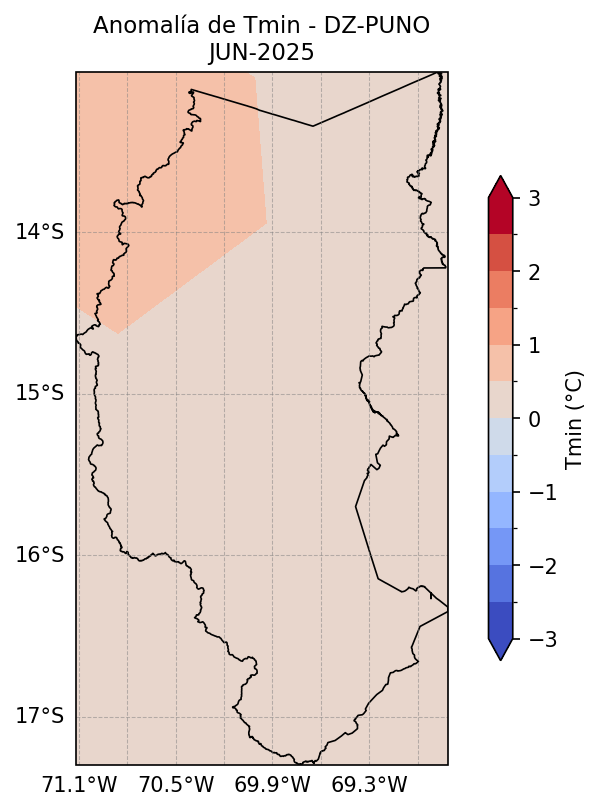 Anomalía de Tmin - DZ-PUNO
JUN-2025
14°S
15°S
16°S
17°S
71.1°W 70.5°W 69.9°W 69.3°W
3
2
1
0
−1
−2
−3
Tmin (°C)